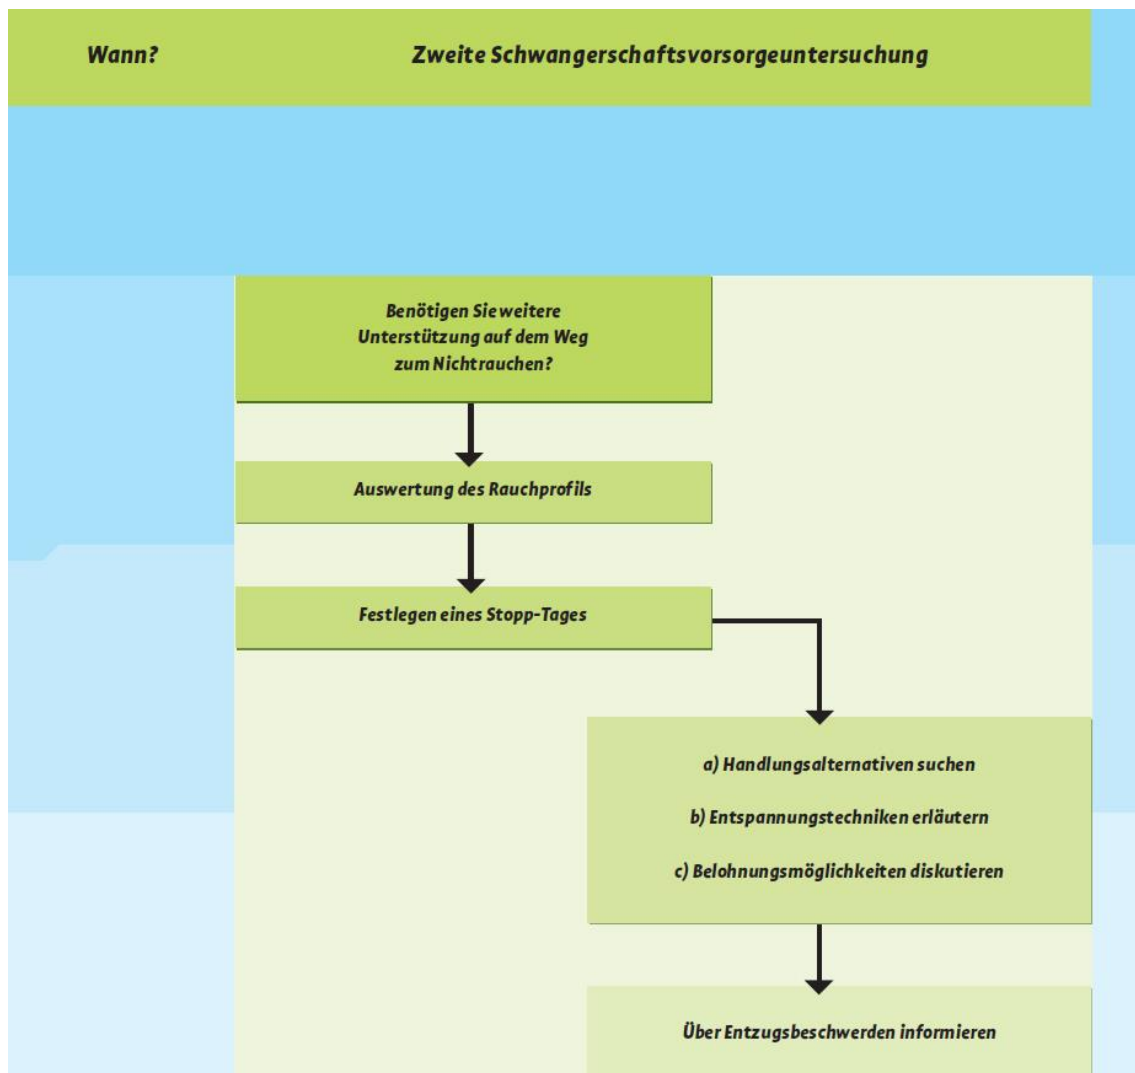 Wann?
Zweite Schwangerschaftsvorsorgeuntersuchung
Benötigen Sie weitere
Unterstützung auf dem Weg
zum Nichtrauchen?
Auswertung des Rauchprofils
Festlegen eines Stopp-Tages
a) Handlungsalternativen suchen
b) Entspannungstechniken erläutern
c) Belohnungsmöglichkeiten diskutieren
Über Entzugsbeschwerden informieren